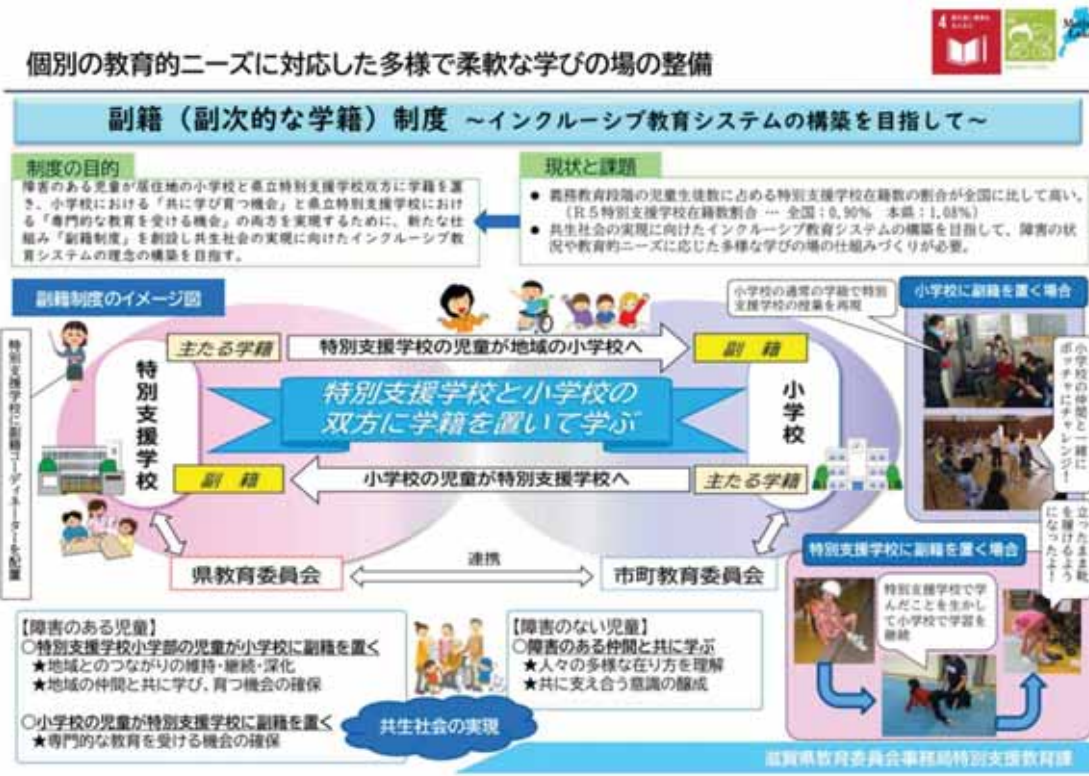 個別の教育的ニーズに対応した多様で柔軟な学びの場の整備
4
副籍（副次的な学籍）制度 ～インクルーシブ教育システムの構築を目指して～
制度の目的
障害のある児童が居住地の小学校と県立特別支援学校双方に学籍を置
き、小学校における「共に学び育つ機会」と県立特別支援学校にお
ける「専門的な教育を受ける機会」の両方を実現するために、新たな仕
組み「副籍制度」を創設し共生社会の実現に向けたインクルーシブ教
育システムの理念の構築を目指す。
現状と課題
● 義務教育段階の児童生徒数に占める特別支援学校在籍数の割合が全国に比して高い。
（R５特別支援学校在籍数割合 … 全国：0.90% 本県：1.08%）
● 共生社会の実現に向けたインクルーシブ教育システムの構築を目指して、障害の状
況や教育的ニーズに応じた多様な学びの場の仕組みづくりが必要。
副籍制度のイメージ図
特別支援学校に副籍コーディネーターを配置
特別支援学校
主たる学籍
特別支援学校の児童が地域の小学校へ
副 籍
特別支援学校と小学校の
双方に学籍を置いて学ぶ
小学校
副 籍
小学校の児童が特別支援学校へ
主たる学籍
県教育委員会
連携
市町教育委員会
小学校の通常の学級で特別
支援学校の授業を再現
小学校に副籍を置く場合
小学校の仲間と一緒に
ボッチャにチャレンジ！
特別支援学校に副籍を置く場合
特別支援学校で学
んだことを生かし
て小学校で学習を
継続
立ったまま靴
を履けるよう
になったよ！
【障害のある児童】
○特別支援学校小学部の児童が小学校に副籍を置く
★地域とのつながりの維持・継続・深化
★地域の仲間と共に学び、育つ機会の確保
○小学校の児童が特別支援学校に副籍を置く
★専門的な教育を受ける機会の確保
【障害のない児童】
○障害のある仲間と共に学ぶ
★人々の多様な在り方を理解
★共に支え合う意識の醸成
共生社会の実現
滋賀県教育委員会事務局特別支援教育課